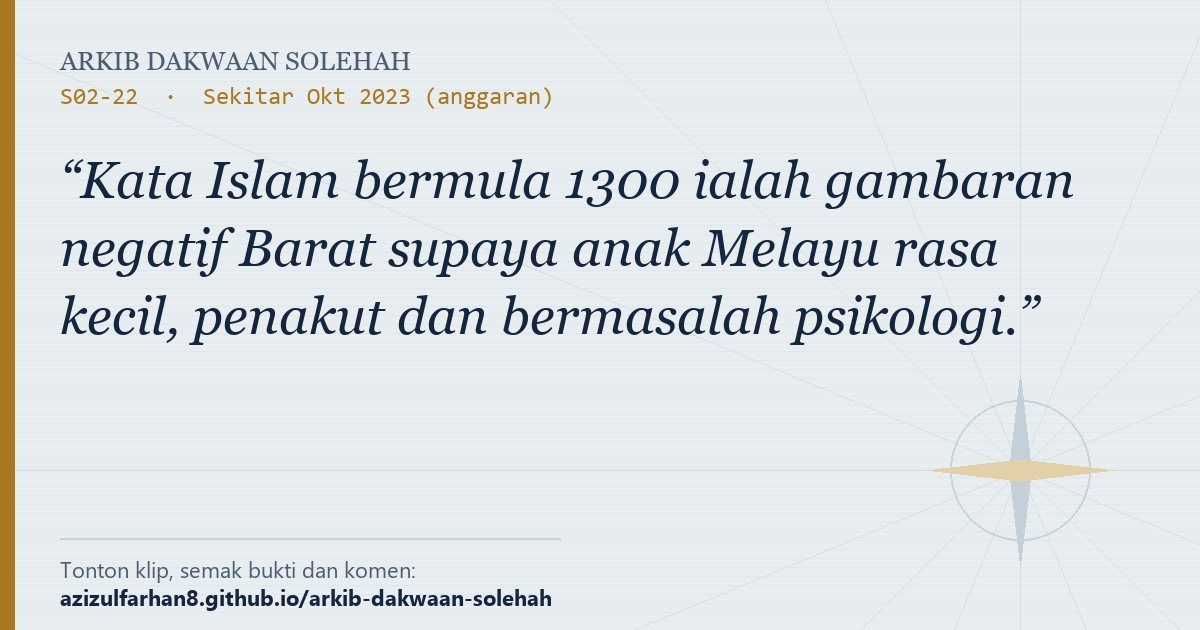 ARKIB DAKWAAN SOLEHAH
S02-22 · Sekitar Okt 2023 (anggaran)
“Kata Islam bermula 1300 ialah gambaran
negatif Barat supaya anak Melayu rasa
kecil, penakut dan bermasalah psikologi.”
Tonton klip, semak bukti dan komen:
azizulfarhan8.github.io/arkib-dakwaan-solehah